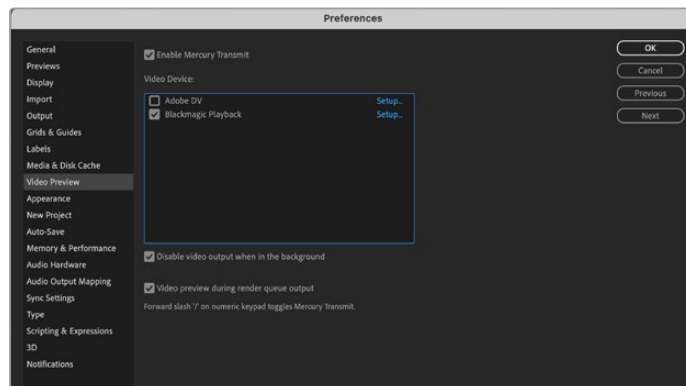 Preferences
General
Previews
Display
Import
Output
Grids & Guides
Labels
Media & Disk Cache
Video Preview
Appearance
New Project
Auto-Save
Memory & Performance
Audio Hardware
Audio Output Mapping
Sync Settings
Type
Scripting & Expressions
3D
Notifications
Enable Mercury Transmit
Video Device:
Adobe DV Setup...
Blackmagic Playback Setup...
Disable video output when in the background
Video preview during render queue output
Forward slash '/' on numeric keypad toggles Mercury Transmit.
OK
Cancel
Previous
Next